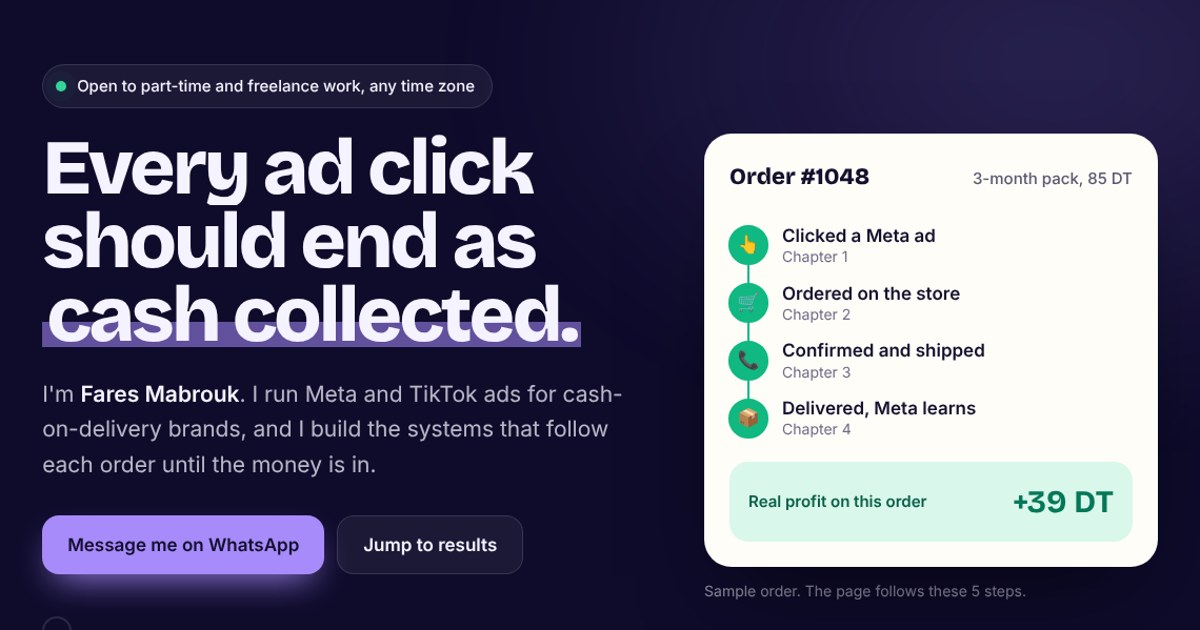 Open to part-time and freelance work, any time zone
Every ad click
should end as
cash collected.
I'm Fares Mabrouk. I run Meta and TikTok ads for cash-
on-delivery brands, and I build the systems that follow
each order until the money is in.
Message me on WhatsApp
Jump to results
Order #1048
3-month pack, 85 DT
Clicked a Meta ad
Chapter 1
Ordered on the store
Chapter 2
Confirmed and shipped
Chapter 3
Delivered, Meta learns
Chapter 4
Real profit on this order
+39 DT
Sample order. The page follows these 5 steps.